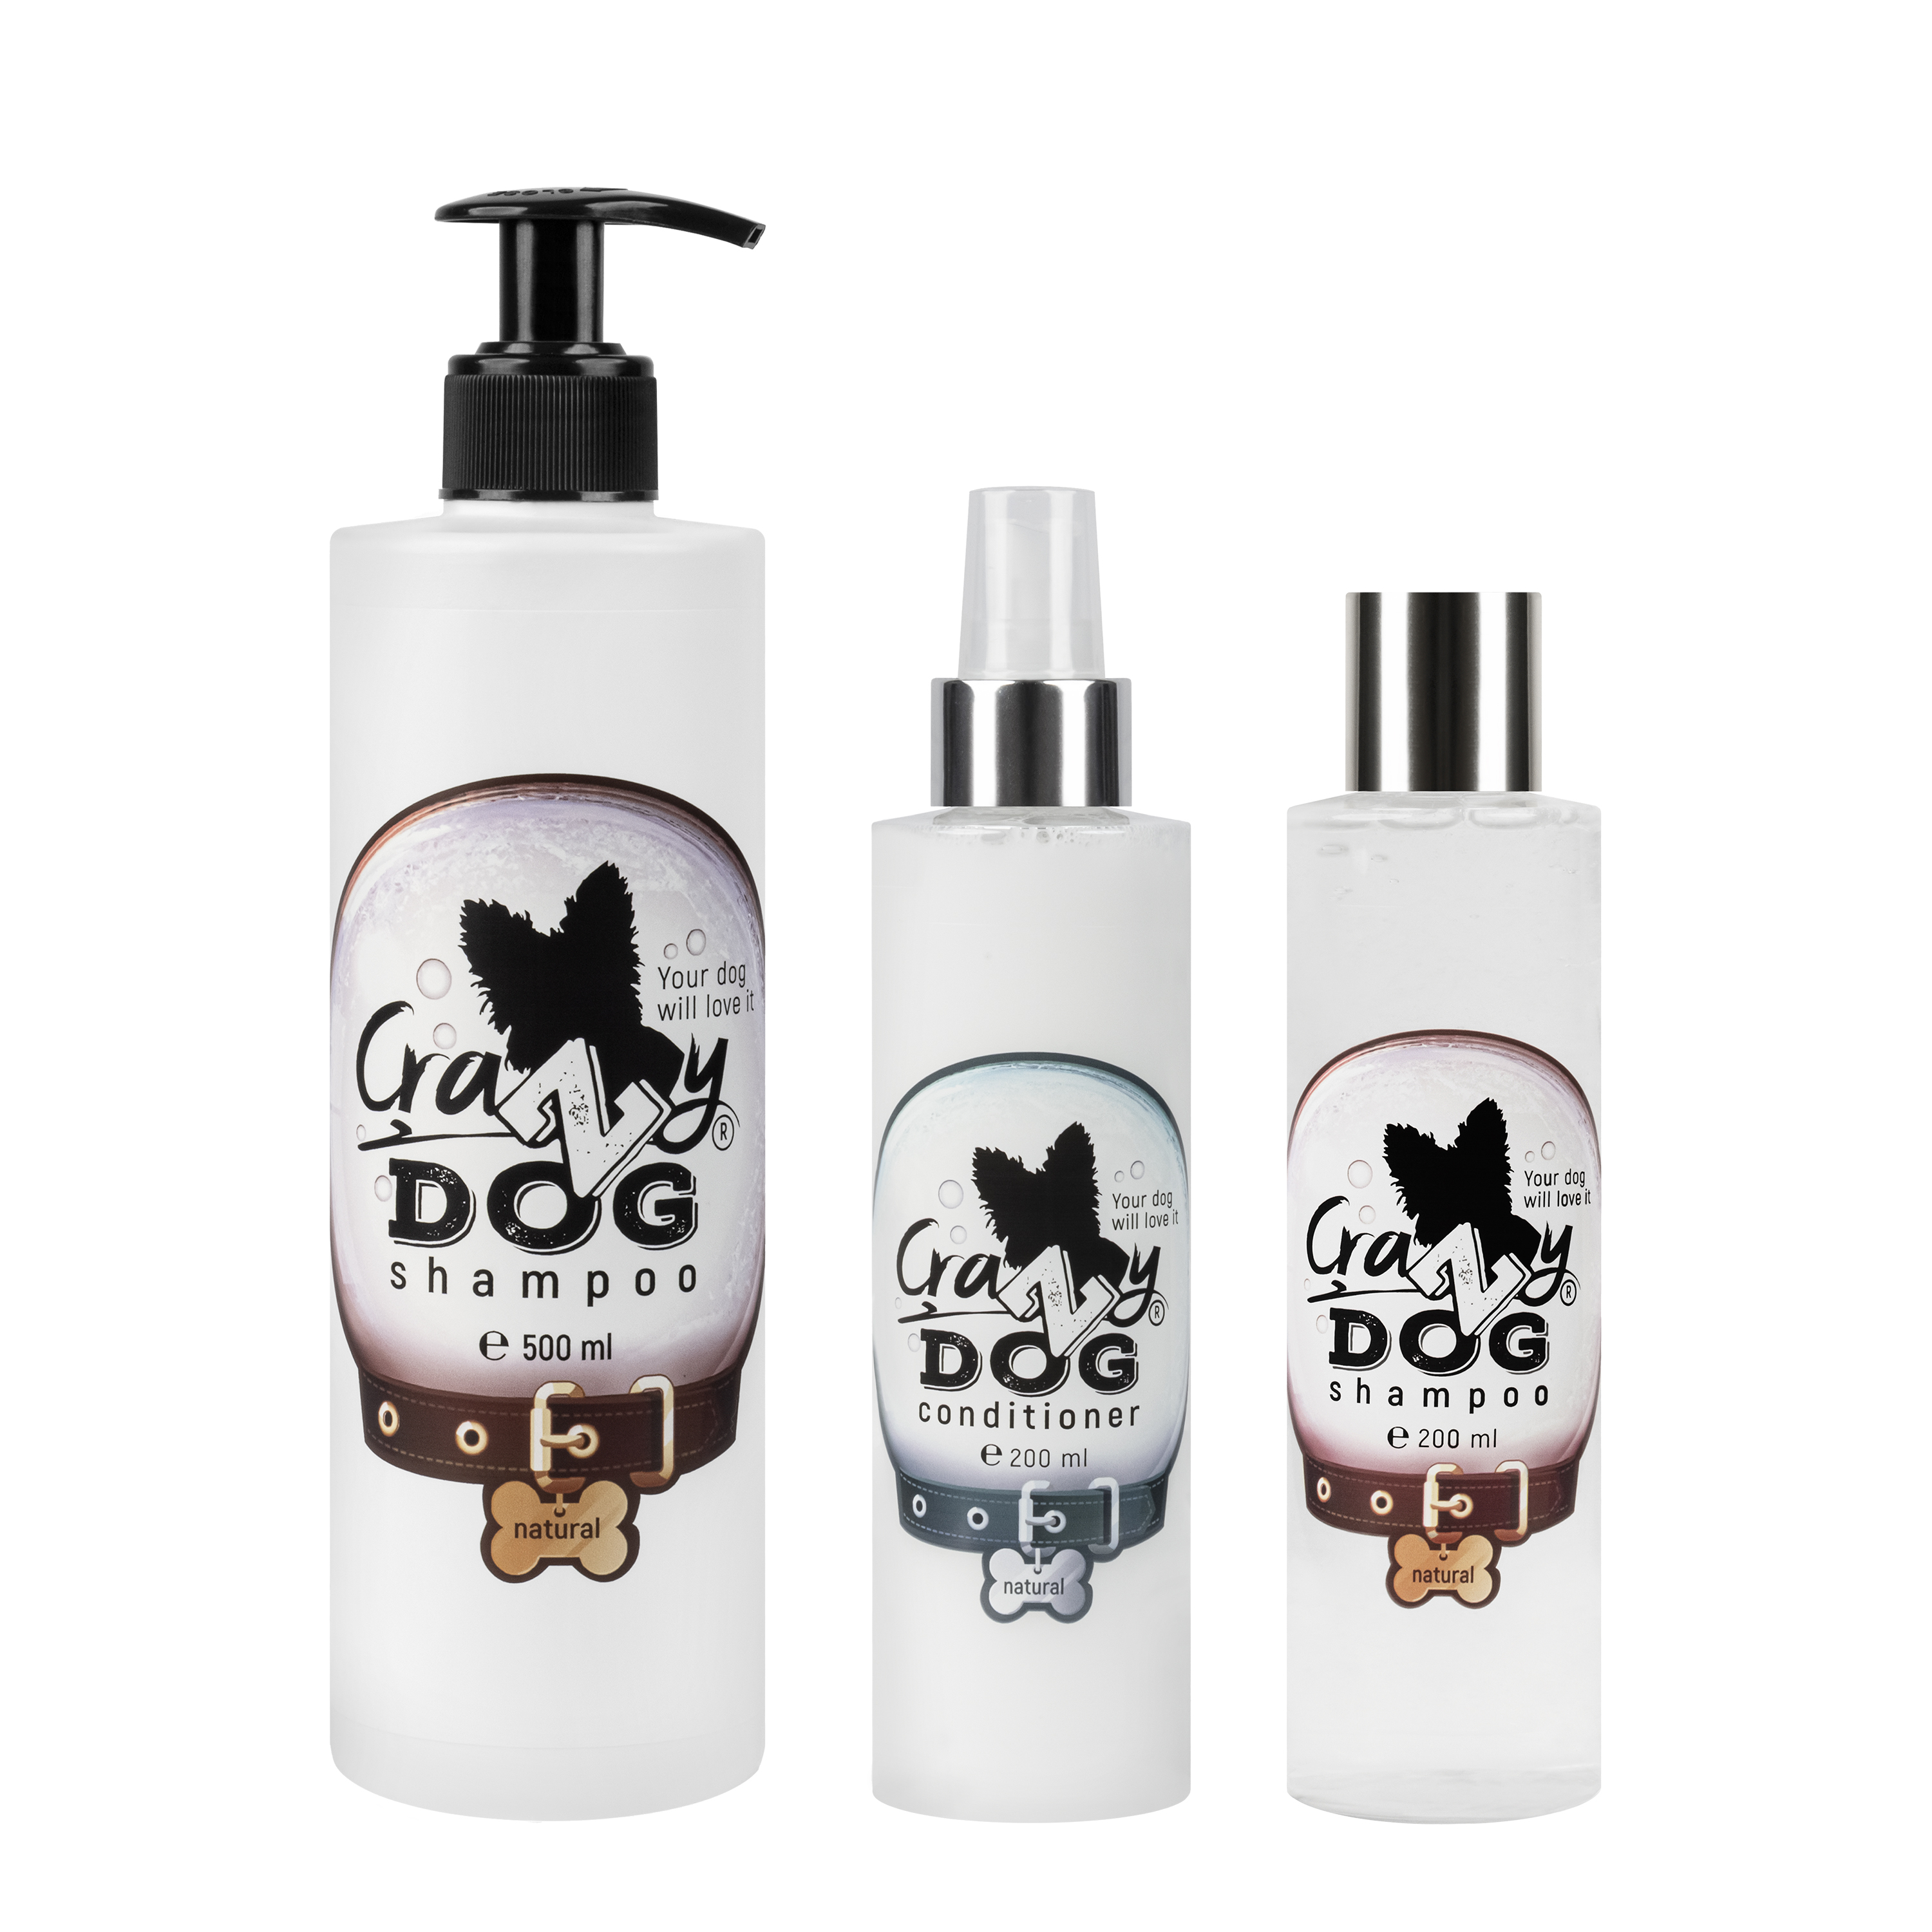 Your dog
will love it
Crazy®
DOG
shampoo
℮ 500 ml
natural
Your dog
will love it
Crazy®
DOG
conditioner
℮ 200 ml
natural
Your dog
will love it
Crazy®
DOG
shampoo
℮ 200 ml
natural